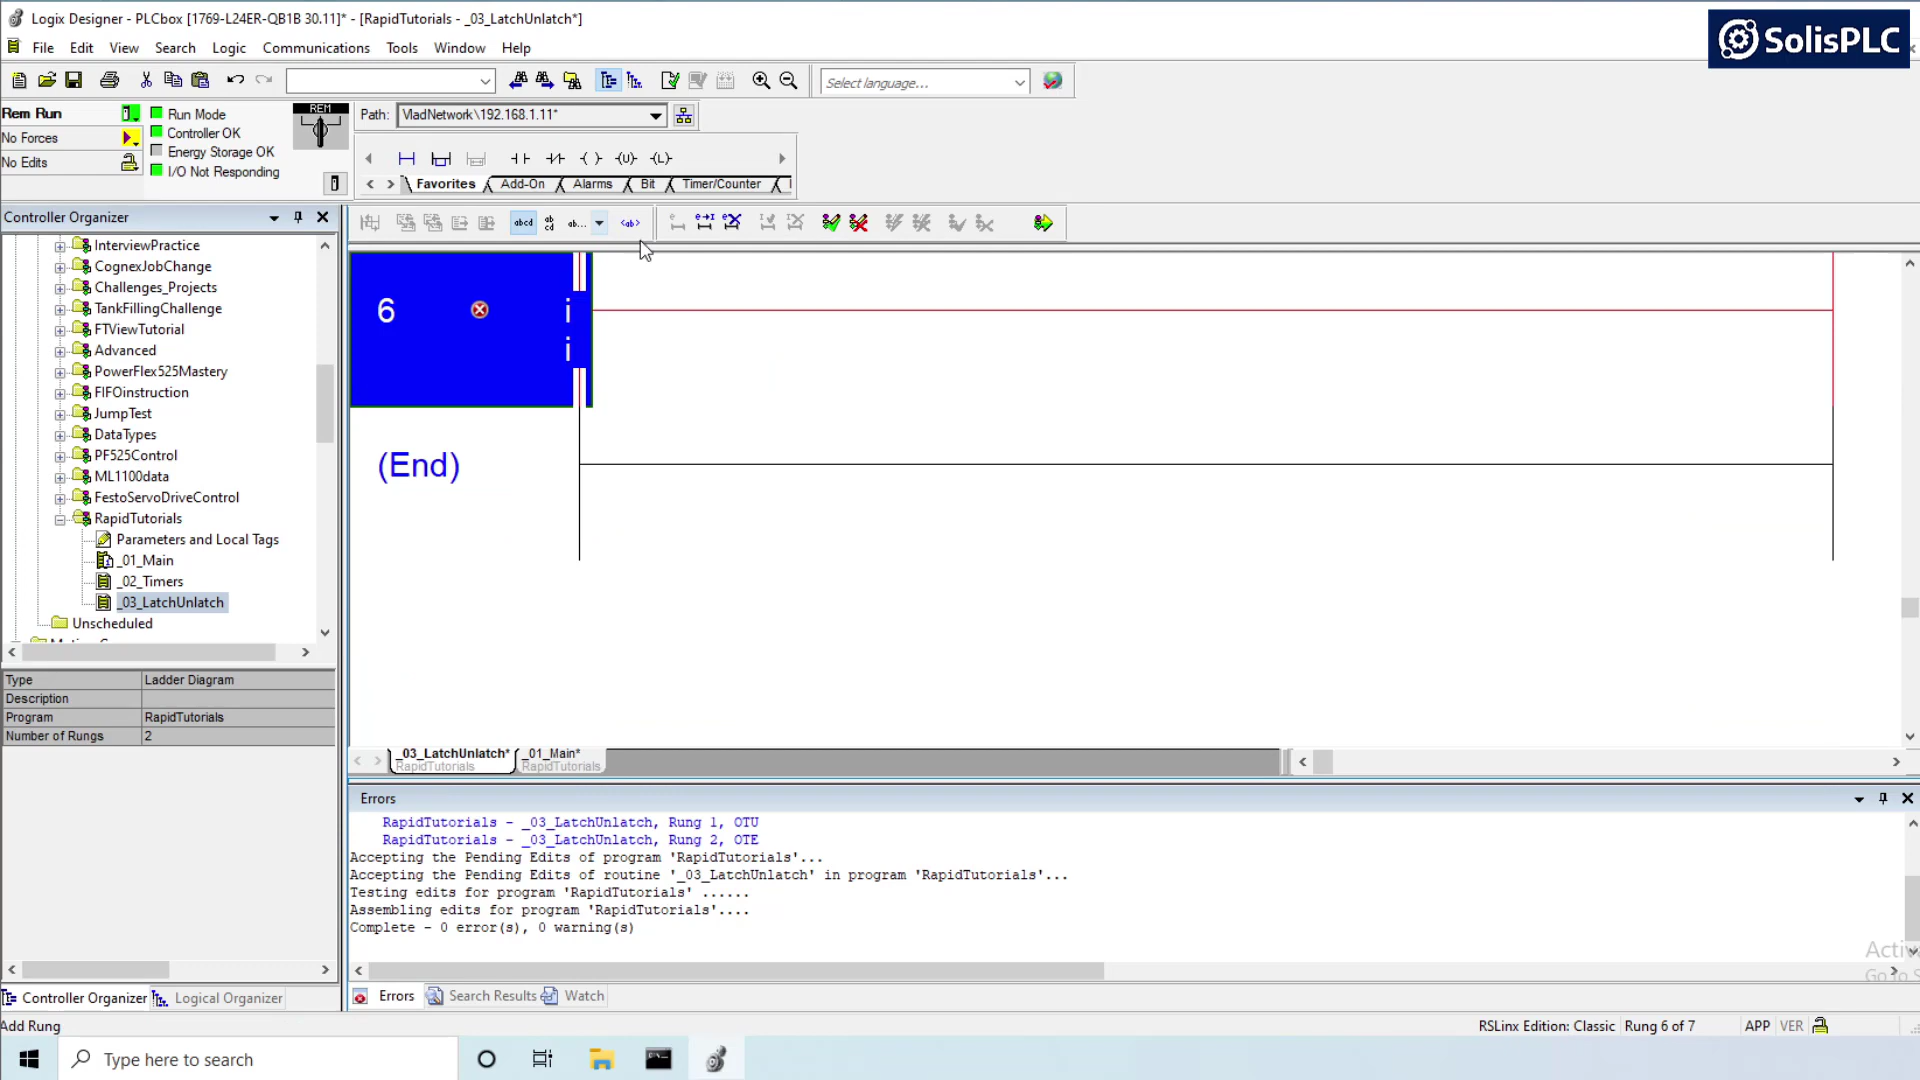 Logix Designer - PLCbox [1769-L24ER-QB1B 30.11]* - [RapidTutorials - _03_LatchUnlatch*]
SolisPLC
File Edit View Search Logic Communications Tools Window Help
Select language...
Rem Run
No Forces
No Edits
Run Mode
Controller OK
Energy Storage OK
I/O Not Responding
REM
Path: VladNetwork\192.168.1.11*
Favorites Add-On Alarms Bit Timer/Counter
Controller Organizer
InterviewPractice
CognexJobChange
Challenges_Projects
TankFillingChallenge
FTViewTutorial
Advanced
PowerFlex525Mastery
FIFOinstruction
JumpTest
DataTypes
PF525Control
ML1100data
FestoServoDriveControl
RapidTutorials
Parameters and Local Tags
_01_Main
_02_Timers
_03_LatchUnlatch
Unscheduled
Type Ladder Diagram
Description
Program RapidTutorials
Number of Rungs 2
Controller Organizer Logical Organizer
abcd ab cd ab... <ab>
6 i
i
(End)
_03_LatchUnlatch* _01_Main*
RapidTutorials RapidTutorials
Errors
RapidTutorials - _03_LatchUnlatch, Rung 1, OTU
RapidTutorials - _03_LatchUnlatch, Rung 2, OTE
Accepting the Pending Edits of program 'RapidTutorials'...
Accepting the Pending Edits of routine '_03_LatchUnlatch' in program 'RapidTutorials'...
Testing edits for program 'RapidTutorials' ......
Assembling edits for program 'RapidTutorials'....
Complete - 0 error(s), 0 warning(s)
Errors Search Results Watch
Add Rung
RSLinx Edition: Classic Rung 6 of 7 APP VER
Type here to search